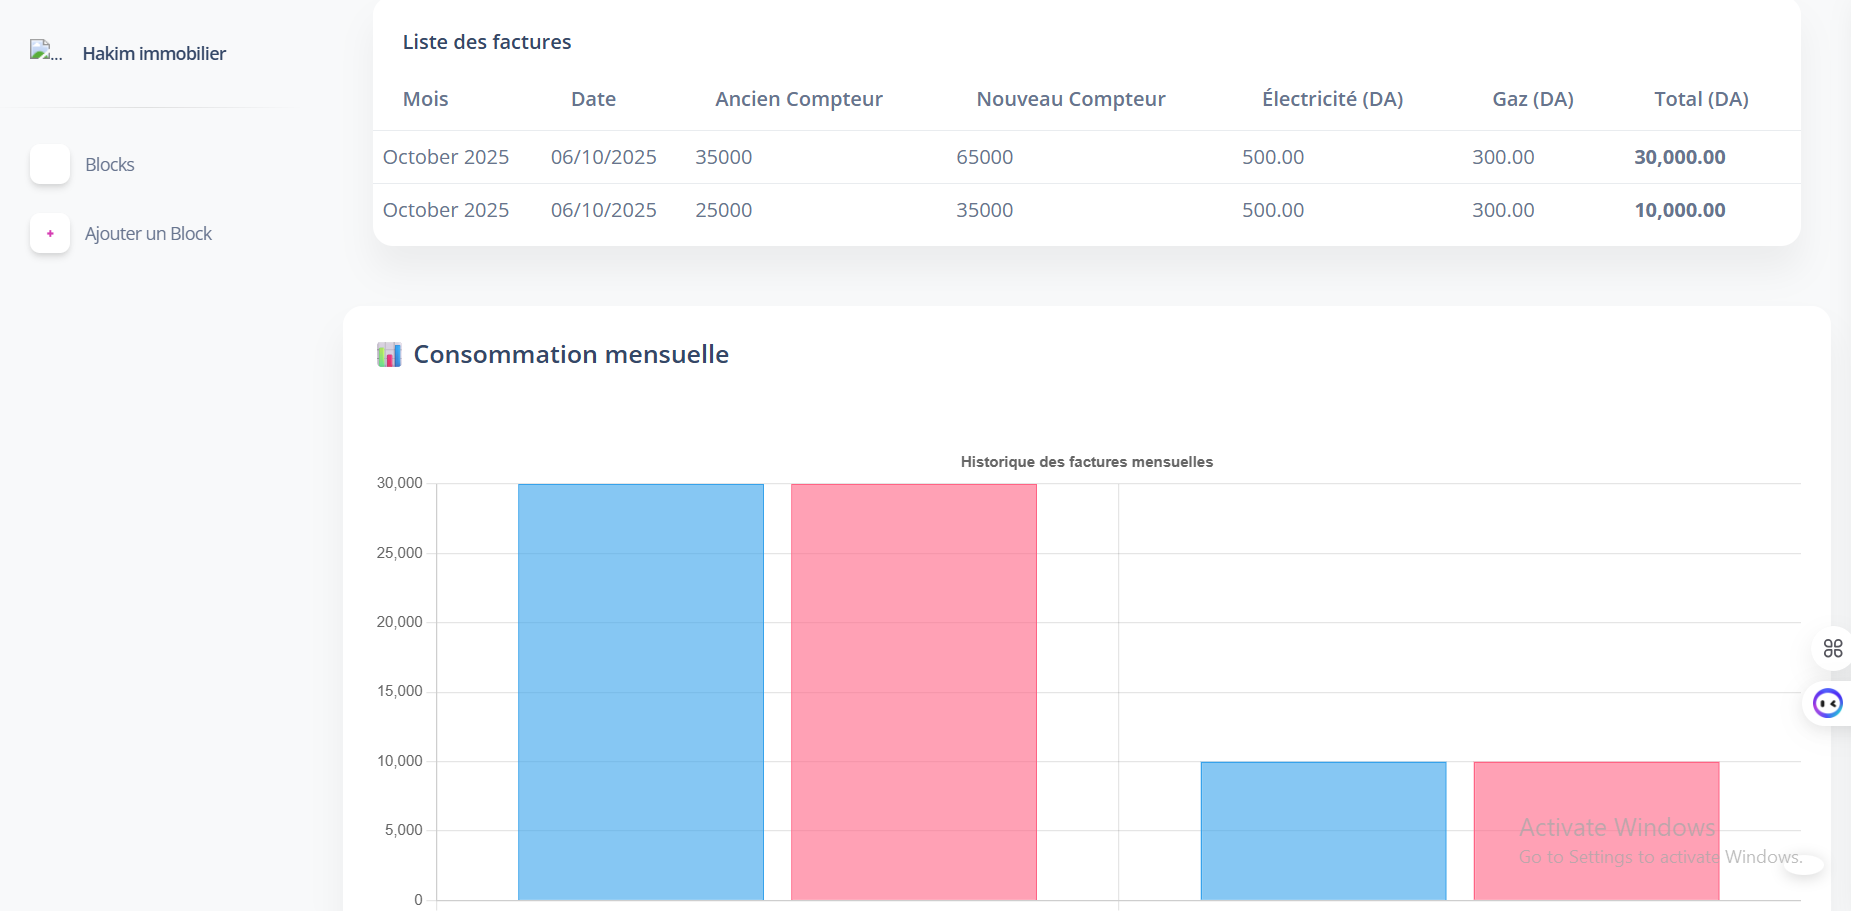 ... Hakim immobilier
Blocks
+ Ajouter un Block
Liste des factures
Mois Date Ancien Compteur Nouveau Compteur Électricité (DA) Gaz (DA) Total (DA)
October 2025 06/10/2025 35000 65000 500.00 300.00 30,000.00
October 2025 06/10/2025 25000 35000 500.00 300.00 10,000.00
Consommation mensuelle
Historique des factures mensuelles
30,000
25,000
20,000
15,000
10,000
5,000
0
Activate Windows
Go to Settings to activate Windows.